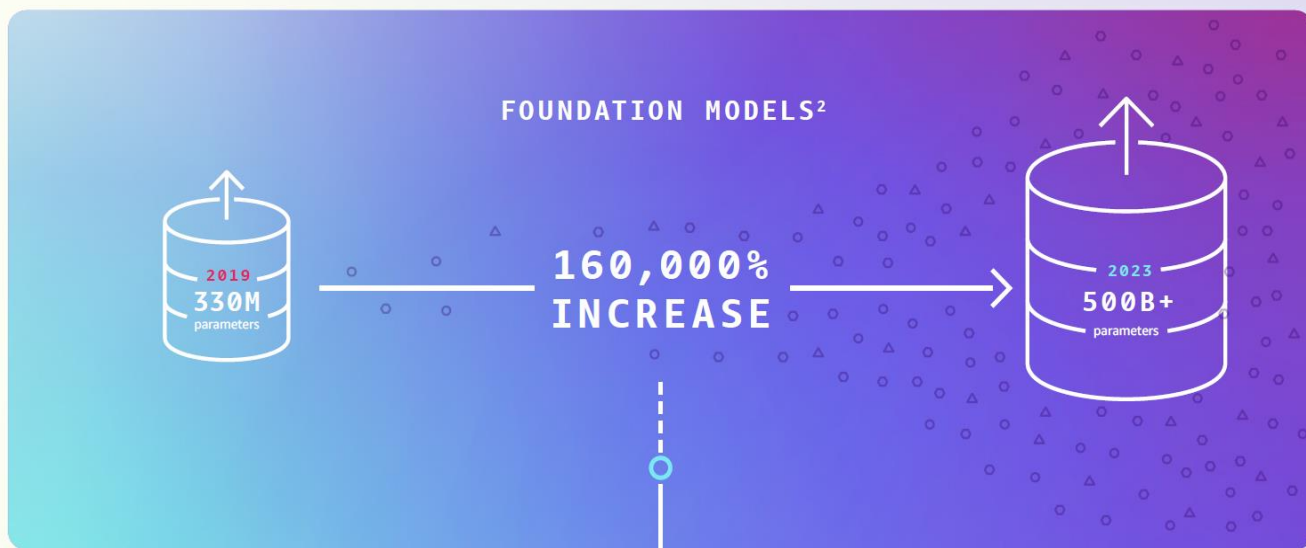 FOUNDATION MODELS²
2019
330M
parameters
160,000%
INCREASE
2023
500B+
parameters